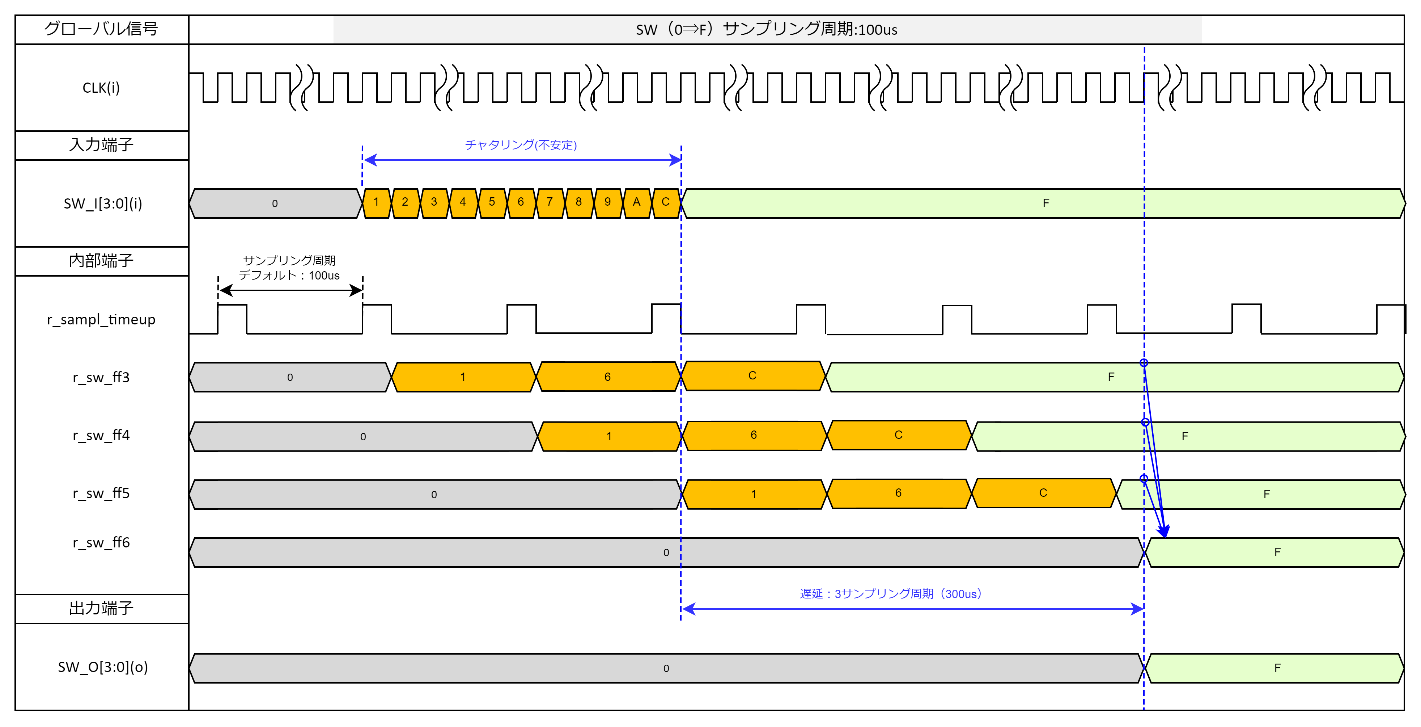 グローバル信号
SW（0⇒F）サンプリング周期:100us
CLK(i)
入力端子
チャタリング(不安定)
SW_I[3:0](i)
0 1 2 3 4 5 6 7 8 9 A C F
内部端子
サンプリング周期
デフォルト：100us
r_sampl_timeup
r_sw_ff3
0 1 6 C F
r_sw_ff4
0 1 6 C F
r_sw_ff5
0 1 6 C F
r_sw_ff6
0 F
出力端子
遅延：3サンプリング周期（300us）
SW_O[3:0](o)
0 F